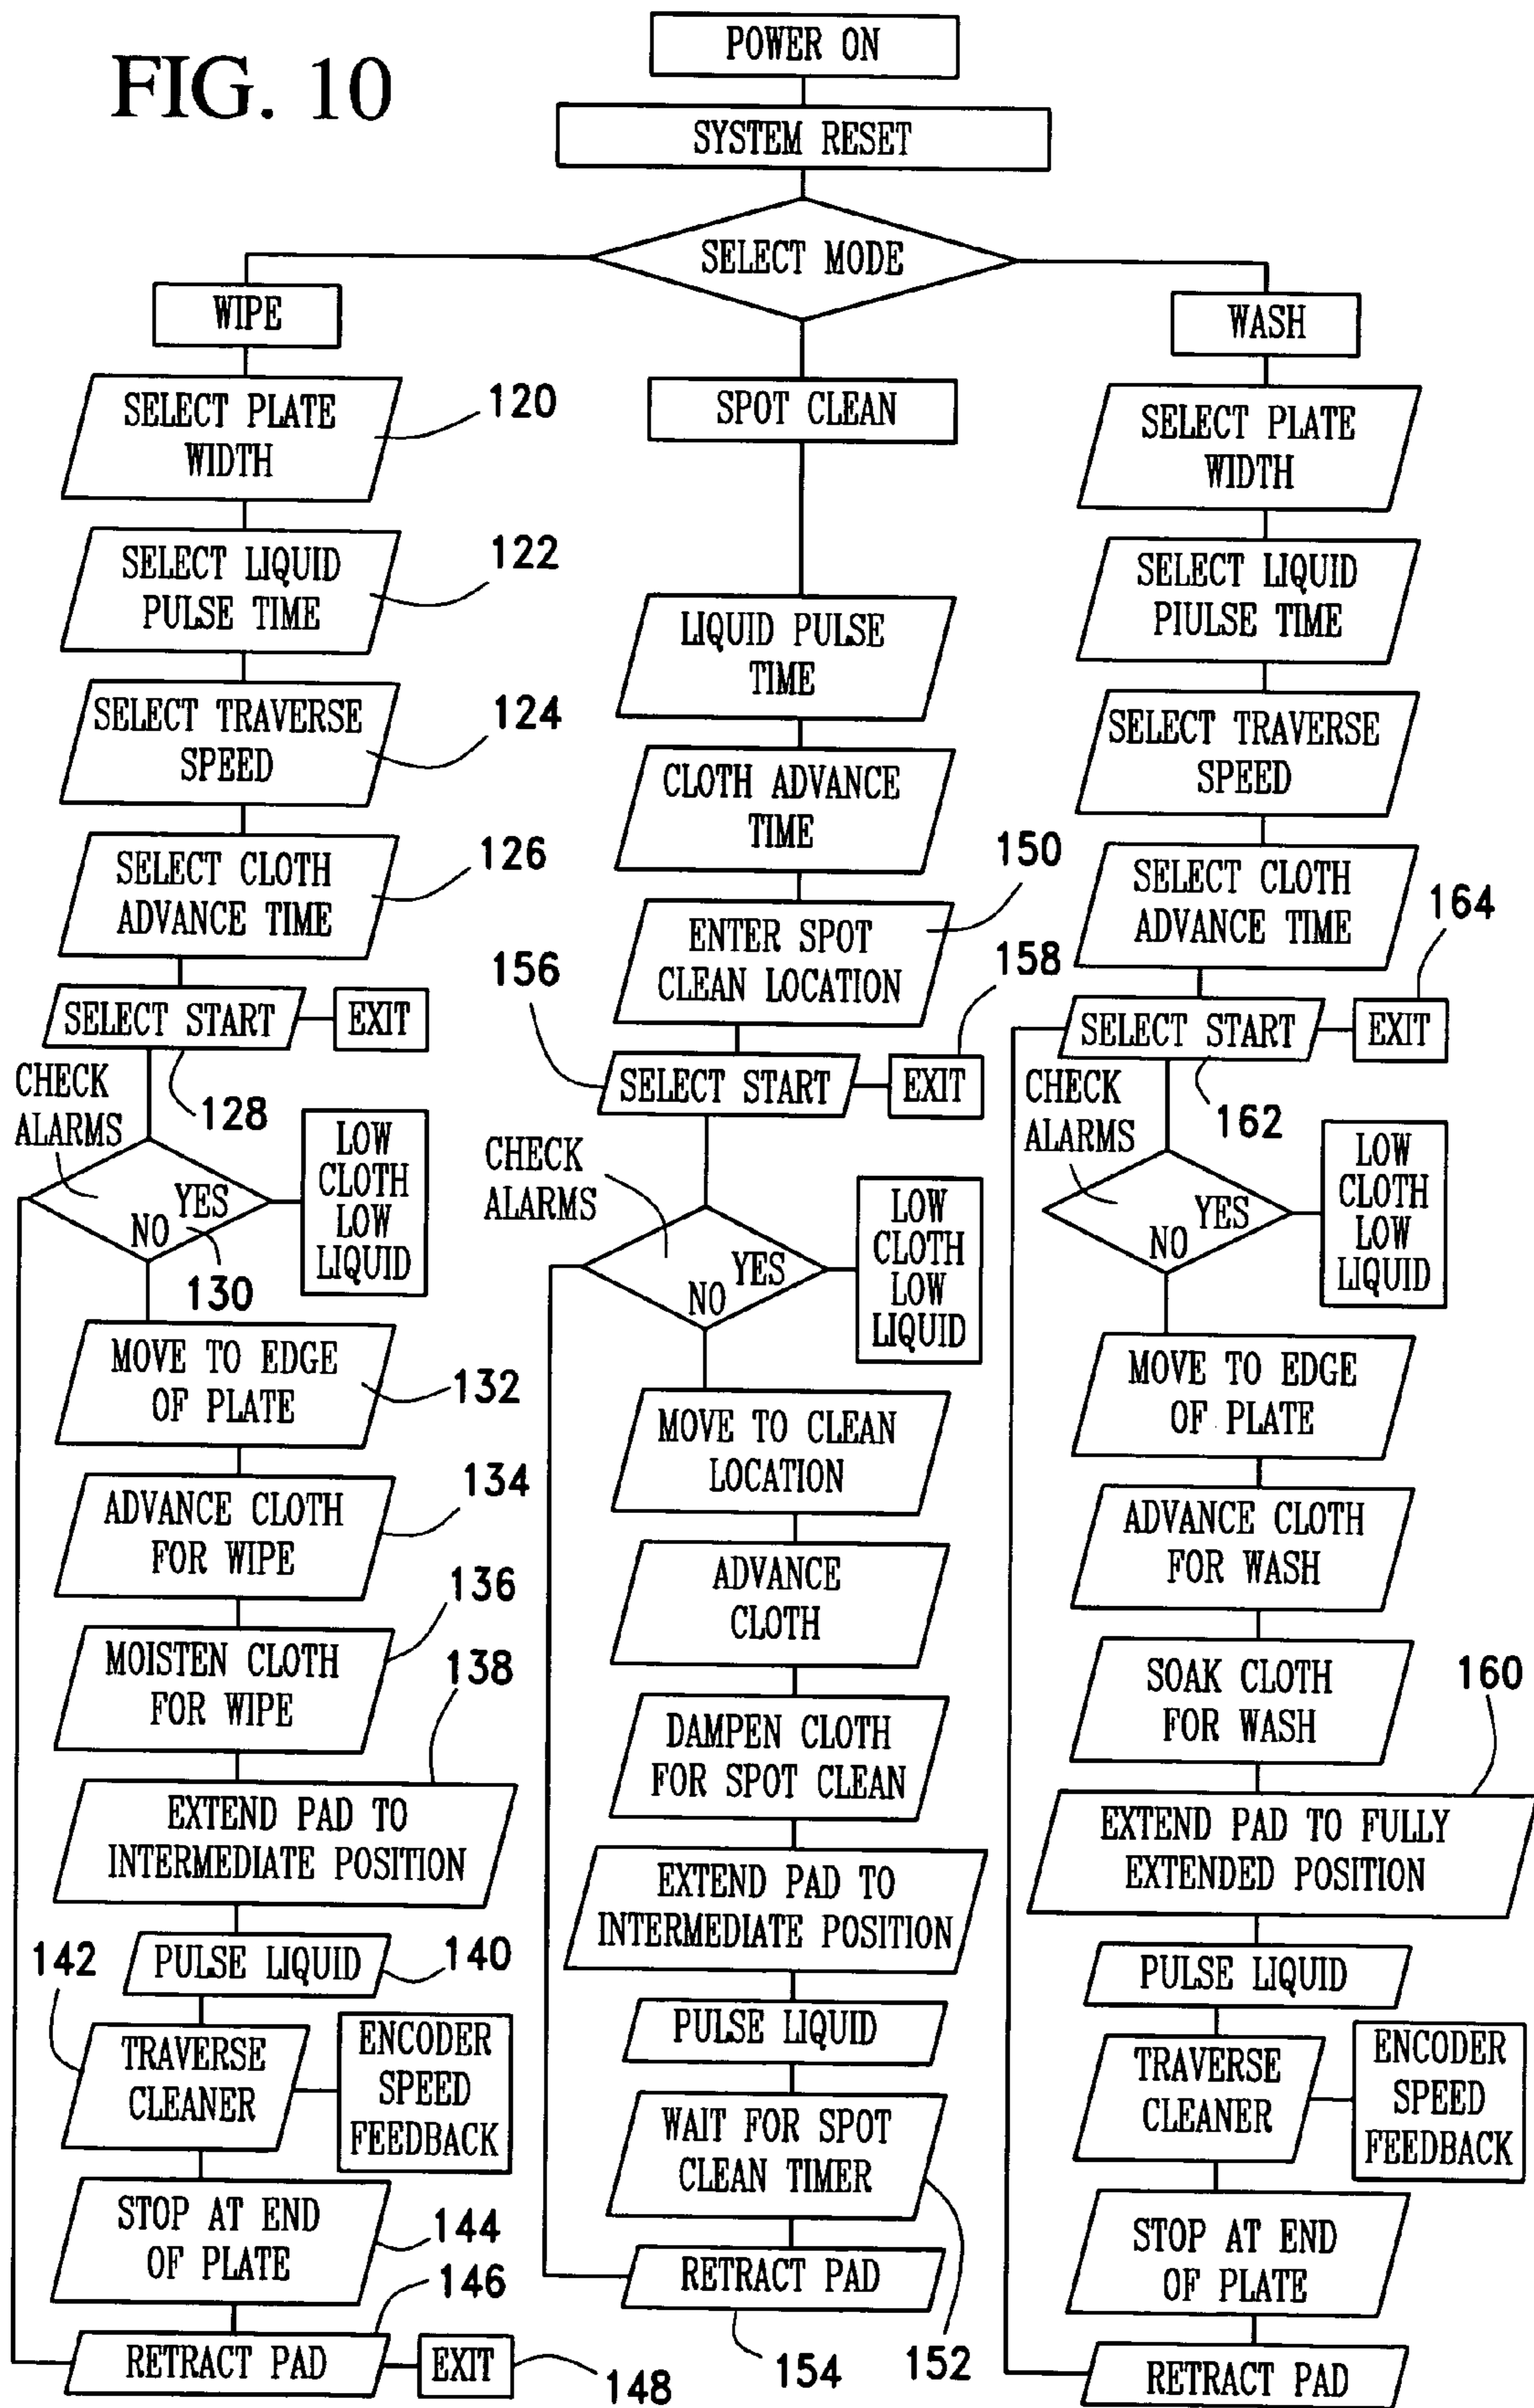 FIG. 10
POWER ON
SYSTEM RESET
SELECT MODE
WIPE
SELECT PLATE
WIDTH
120
SELECT LIQUID
PULSE TIME
122
SELECT TRAVERSE
SPEED
124
SELECT CLOTH
ADVANCE TIME
126
SELECT START
EXIT
128
CHECK
ALARMS
YES
NO
130
LOW
CLOTH
LOW
LIQUID
MOVE TO EDGE
OF PLATE
132
ADVANCE CLOTH
FOR WIPE
134
MOISTEN CLOTH
FOR WIPE
136
138
EXTEND PAD TO
INTERMEDIATE POSITION
PULSE LIQUID
140
142
TRAVERSE
CLEANER
ENCODER
SPEED
FEEDBACK
STOP AT END
OF PLATE
144
146
RETRACT PAD
EXIT
148
SPOT CLEAN
LIQUID PULSE
TIME
CLOTH ADVANCE
TIME
150
ENTER SPOT
CLEAN LOCATION
156
158
SELECT START
EXIT
CHECK
ALARMS
YES
NO
LOW
CLOTH
LOW
LIQUID
MOVE TO CLEAN
LOCATION
ADVANCE
CLOTH
DAMPEN CLOTH
FOR SPOT CLEAN
EXTEND PAD TO
INTERMEDIATE POSITION
PULSE LIQUID
WAIT FOR SPOT
CLEAN TIMER
152
RETRACT PAD
154
WASH
SELECT PLATE
WIDTH
SELECT LIQUID
PIULSE TIME
SELECT TRAVERSE
SPEED
SELECT CLOTH
ADVANCE TIME
164
SELECT START
EXIT
162
CHECK
ALARMS
YES
NO
LOW
CLOTH
LOW
LIQUID
MOVE TO EDGE
OF PLATE
ADVANCE CLOTH
FOR WASH
SOAK CLOTH
FOR WASH
160
EXTEND PAD TO FULLY
EXTENDED POSITION
PULSE LIQUID
TRAVERSE
CLEANER
ENCODER
SPEED
FEEDBACK
STOP AT END
OF PLATE
RETRACT PAD